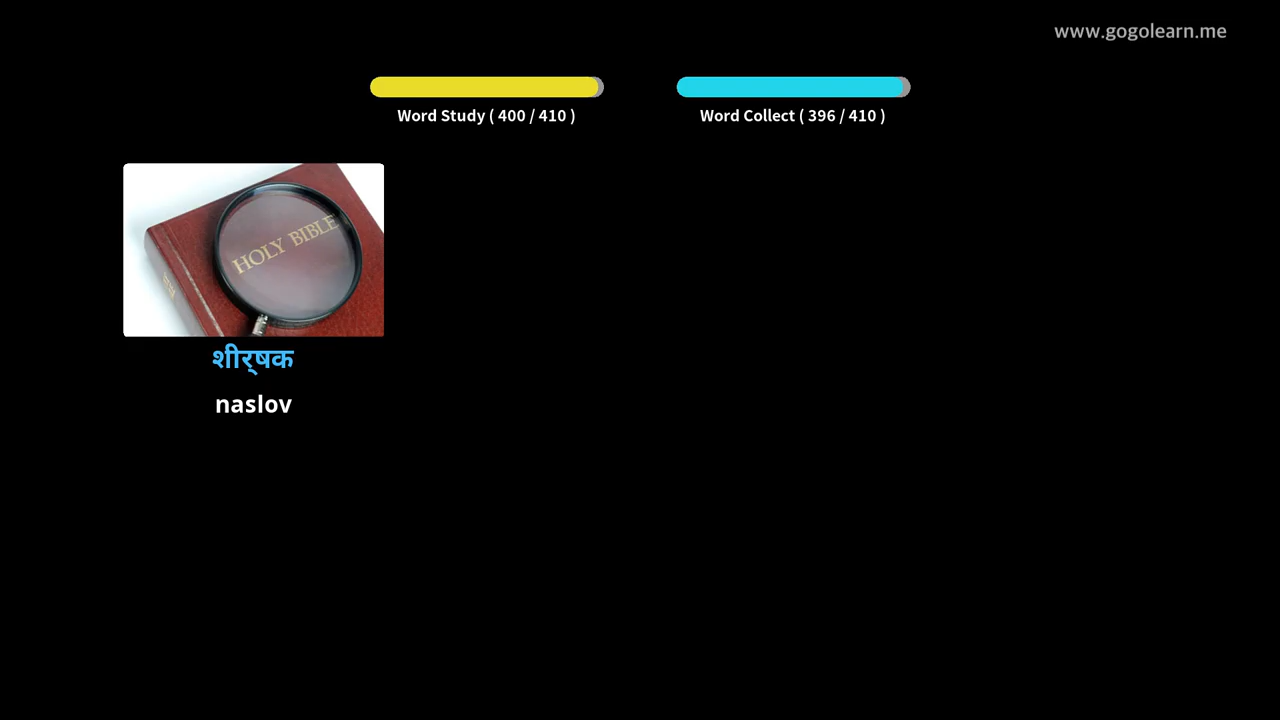 www.gogolearn.me
Word Study ( 400 / 410 )
Word Collect ( 396 / 410 )
HOLY BIBLE
शीर्षक
naslov